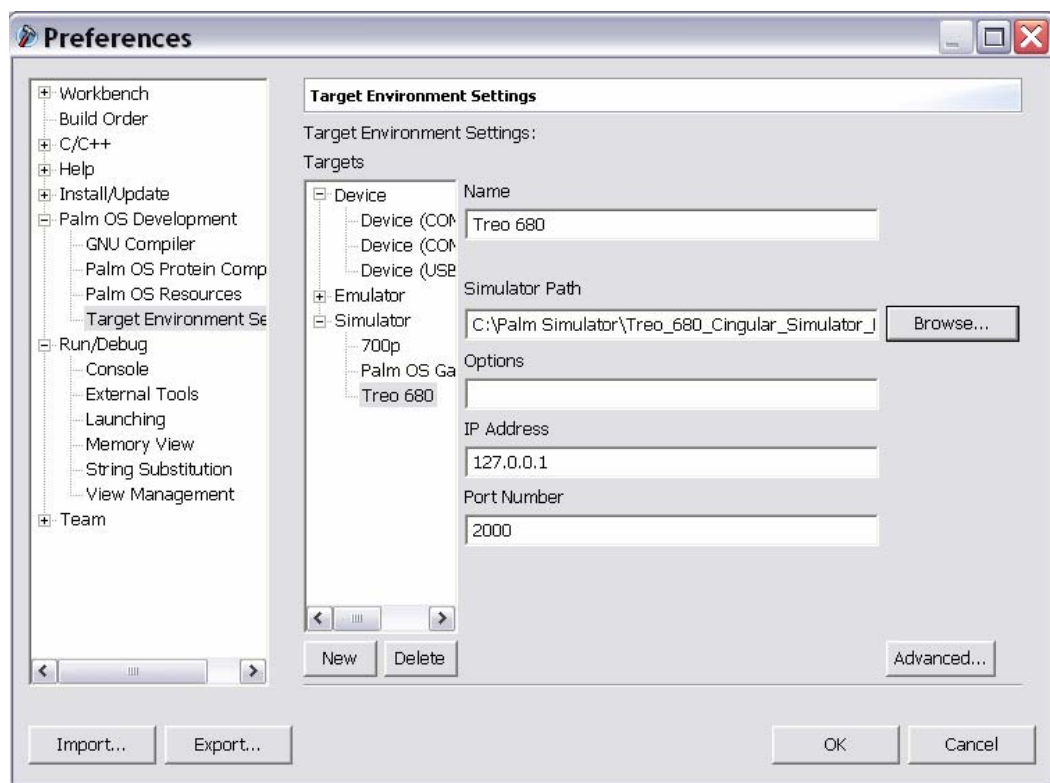 Preferences
Workbench
Build Order
C/C++
Help
Install/Update
Palm OS Development
GNU Compiler
Palm OS Protein Comp
Palm OS Resources
Target Environment Se
Run/Debug
Console
External Tools
Launching
Memory View
String Substitution
View Management
Team
Target Environment Settings
Target Environment Settings:
Targets
Device
Device (COM
Device (COM
Device (USB
Emulator
Simulator
700p
Palm OS Ga
Treo 680
Name
Treo 680
Simulator Path
C:\Palm Simulator\Treo_680_Cingular_Simulator_
Browse...
Options
IP Address
127.0.0.1
Port Number
2000
New
Delete
Advanced...
Import...
Export...
OK
Cancel